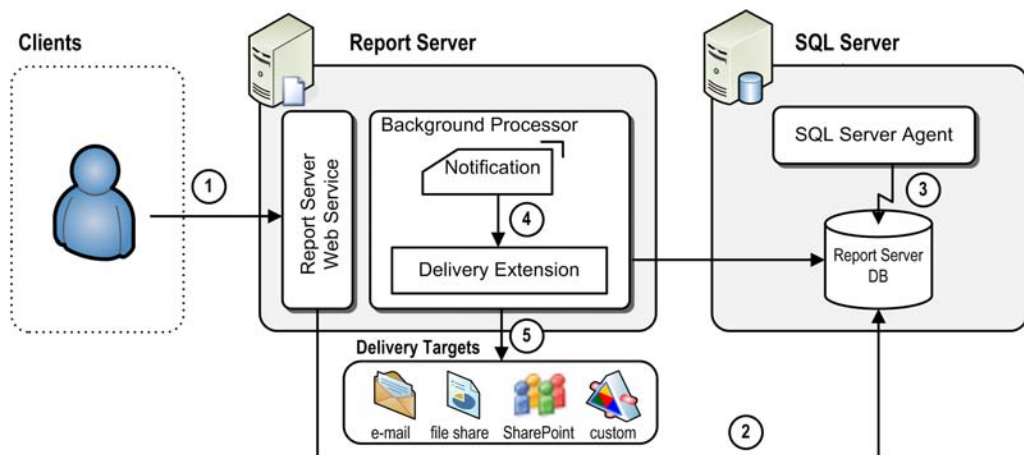 Clients
Report Server
SQL Server
1
Report Server
Web Service
Background Processor
Notification
4
Delivery Extension
SQL Server Agent
3
Report Server
DB
5
Delivery Targets
e-mail
file share
SharePoint
custom
2